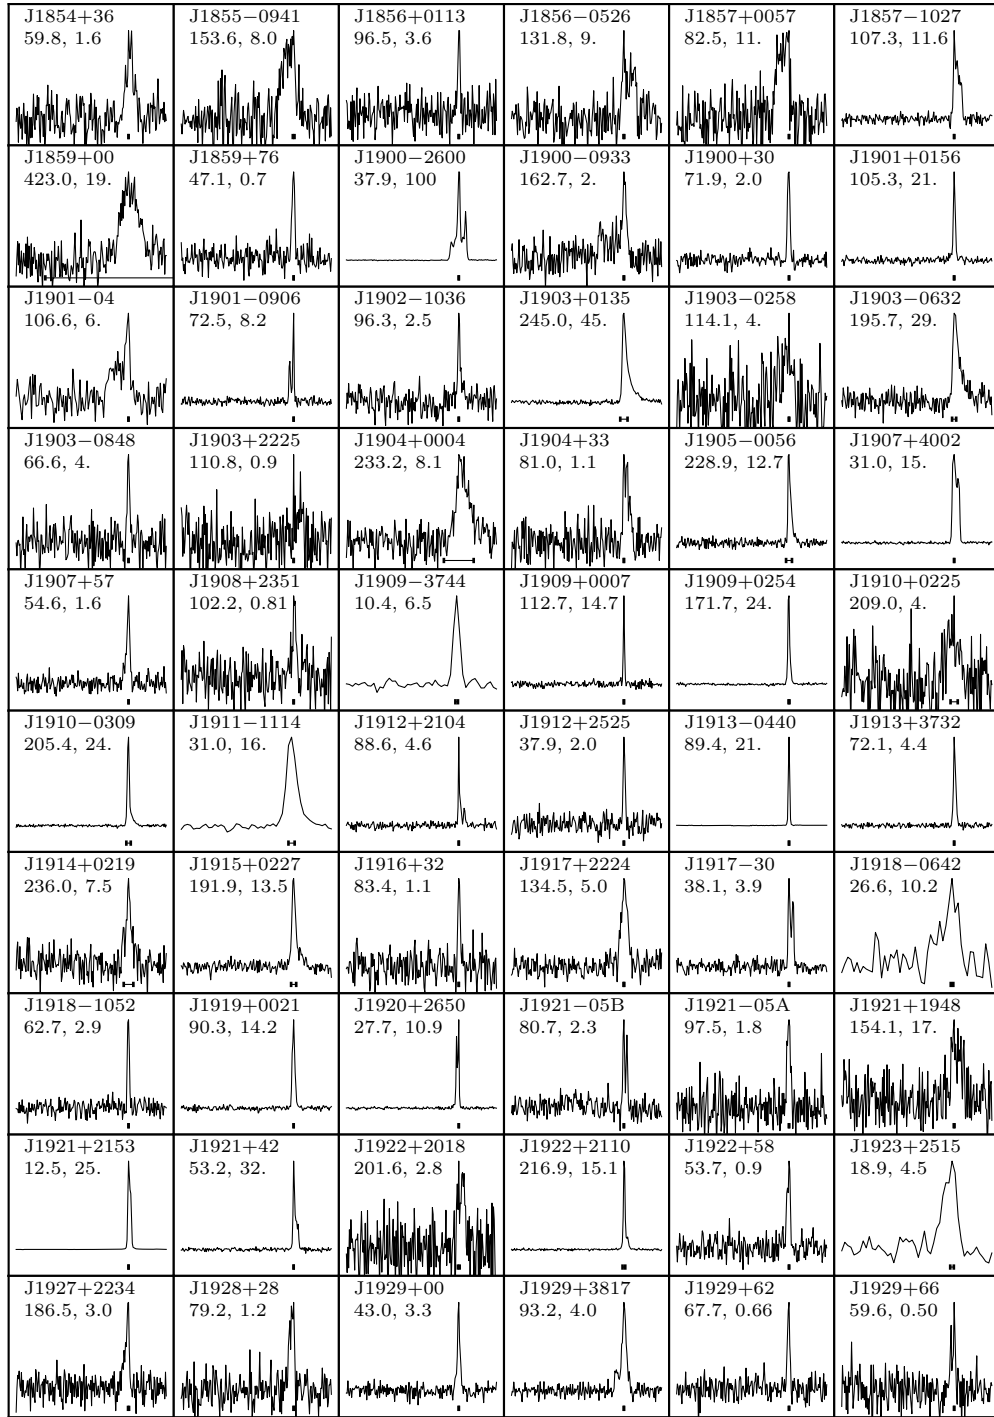 J1854+36
59.8, 1.6
J1855−0941
153.6, 8.0
J1856+0113
96.5, 3.6
J1856−0526
131.8, 9.
J1857+0057
82.5, 11.
J1857−1027
107.3, 11.6
J1859+00
423.0, 19.
J1859+76
47.1, 0.7
J1900−2600
37.9, 100
J1900−0933
162.7, 2.
J1900+30
71.9, 2.0
J1901+0156
105.3, 21.
J1901−04
106.6, 6.
J1901−0906
72.5, 8.2
J1902−1036
96.3, 2.5
J1903+0135
245.0, 45.
J1903−0258
114.1, 4.
J1903−0632
195.7, 29.
J1903−0848
66.6, 4.
J1903+2225
110.8, 0.9
J1904+0004
233.2, 8.1
J1904+33
81.0, 1.1
J1905−0056
228.9, 12.7
J1907+4002
31.0, 15.
J1907+57
54.6, 1.6
J1908+2351
102.2, 0.81
J1909−3744
10.4, 6.5
J1909+0007
112.7, 14.7
J1909+0254
171.7, 24.
J1910+0225
209.0, 4.
J1910−0309
205.4, 24.
J1911−1114
31.0, 16.
J1912+2104
88.6, 4.6
J1912+2525
37.9, 2.0
J1913−0440
89.4, 21.
J1913+3732
72.1, 4.4
J1914+0219
236.0, 7.5
J1915+0227
191.9, 13.5
J1916+32
83.4, 1.1
J1917+2224
134.5, 5.0
J1917−30
38.1, 3.9
J1918−0642
26.6, 10.2
J1918−1052
62.7, 2.9
J1919+0021
90.3, 14.2
J1920+2650
27.7, 10.9
J1921−05B
80.7, 2.3
J1921−05A
97.5, 1.8
J1921+1948
154.1, 17.
J1921+2153
12.5, 25.
J1921+42
53.2, 32.
J1922+2018
201.6, 2.8
J1922+2110
216.9, 15.1
J1922+58
53.7, 0.9
J1923+2515
18.9, 4.5
J1927+2234
186.5, 3.0
J1928+28
79.2, 1.2
J1929+00
43.0, 3.3
J1929+3817
93.2, 4.0
J1929+62
67.7, 0.66
J1929+66
59.6, 0.50